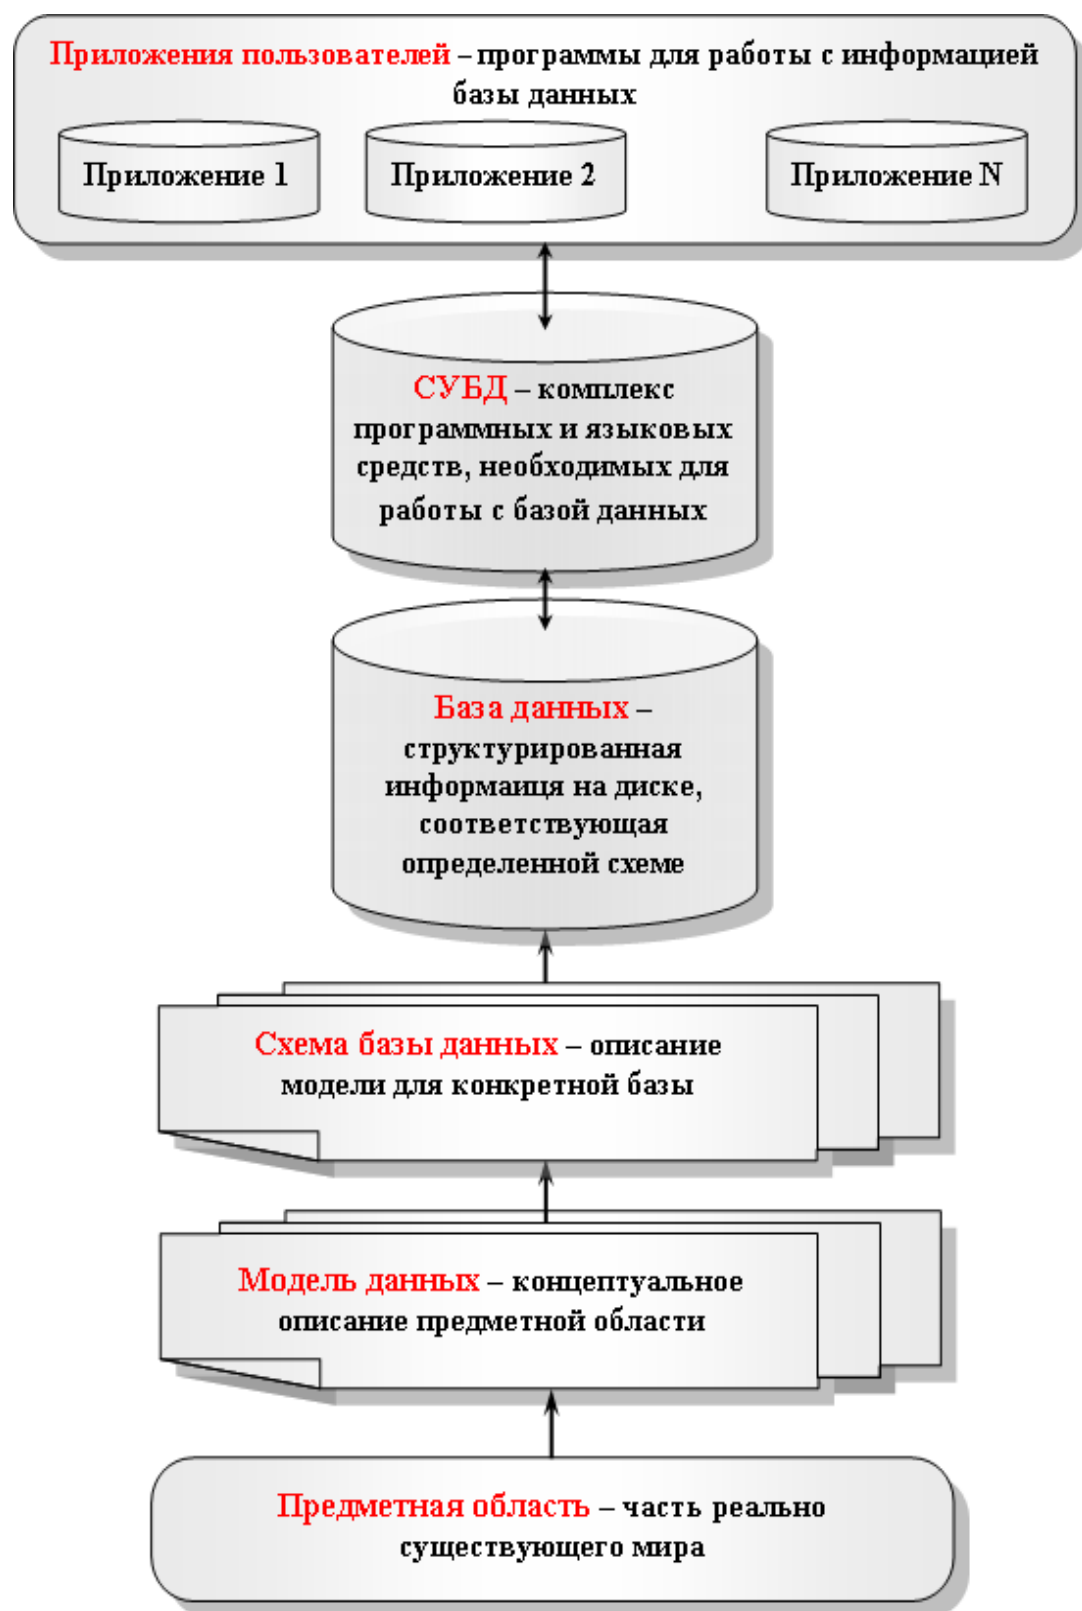 Приложения пользователей – программы для работы с информацией
базы данных
Приложение 1
Приложение 2
Приложение N
СУБД – комплекс
программных и языковых
средств, необходимых для
работы с базой данных
База данных –
структурированная
информаиця на диске,
соответствующая
определенной схеме
Схема базы данных – описание
модели для конкретной базы
Модель данных – концептуальное
описание предметной области
Предметная область – часть реально
существующего мира